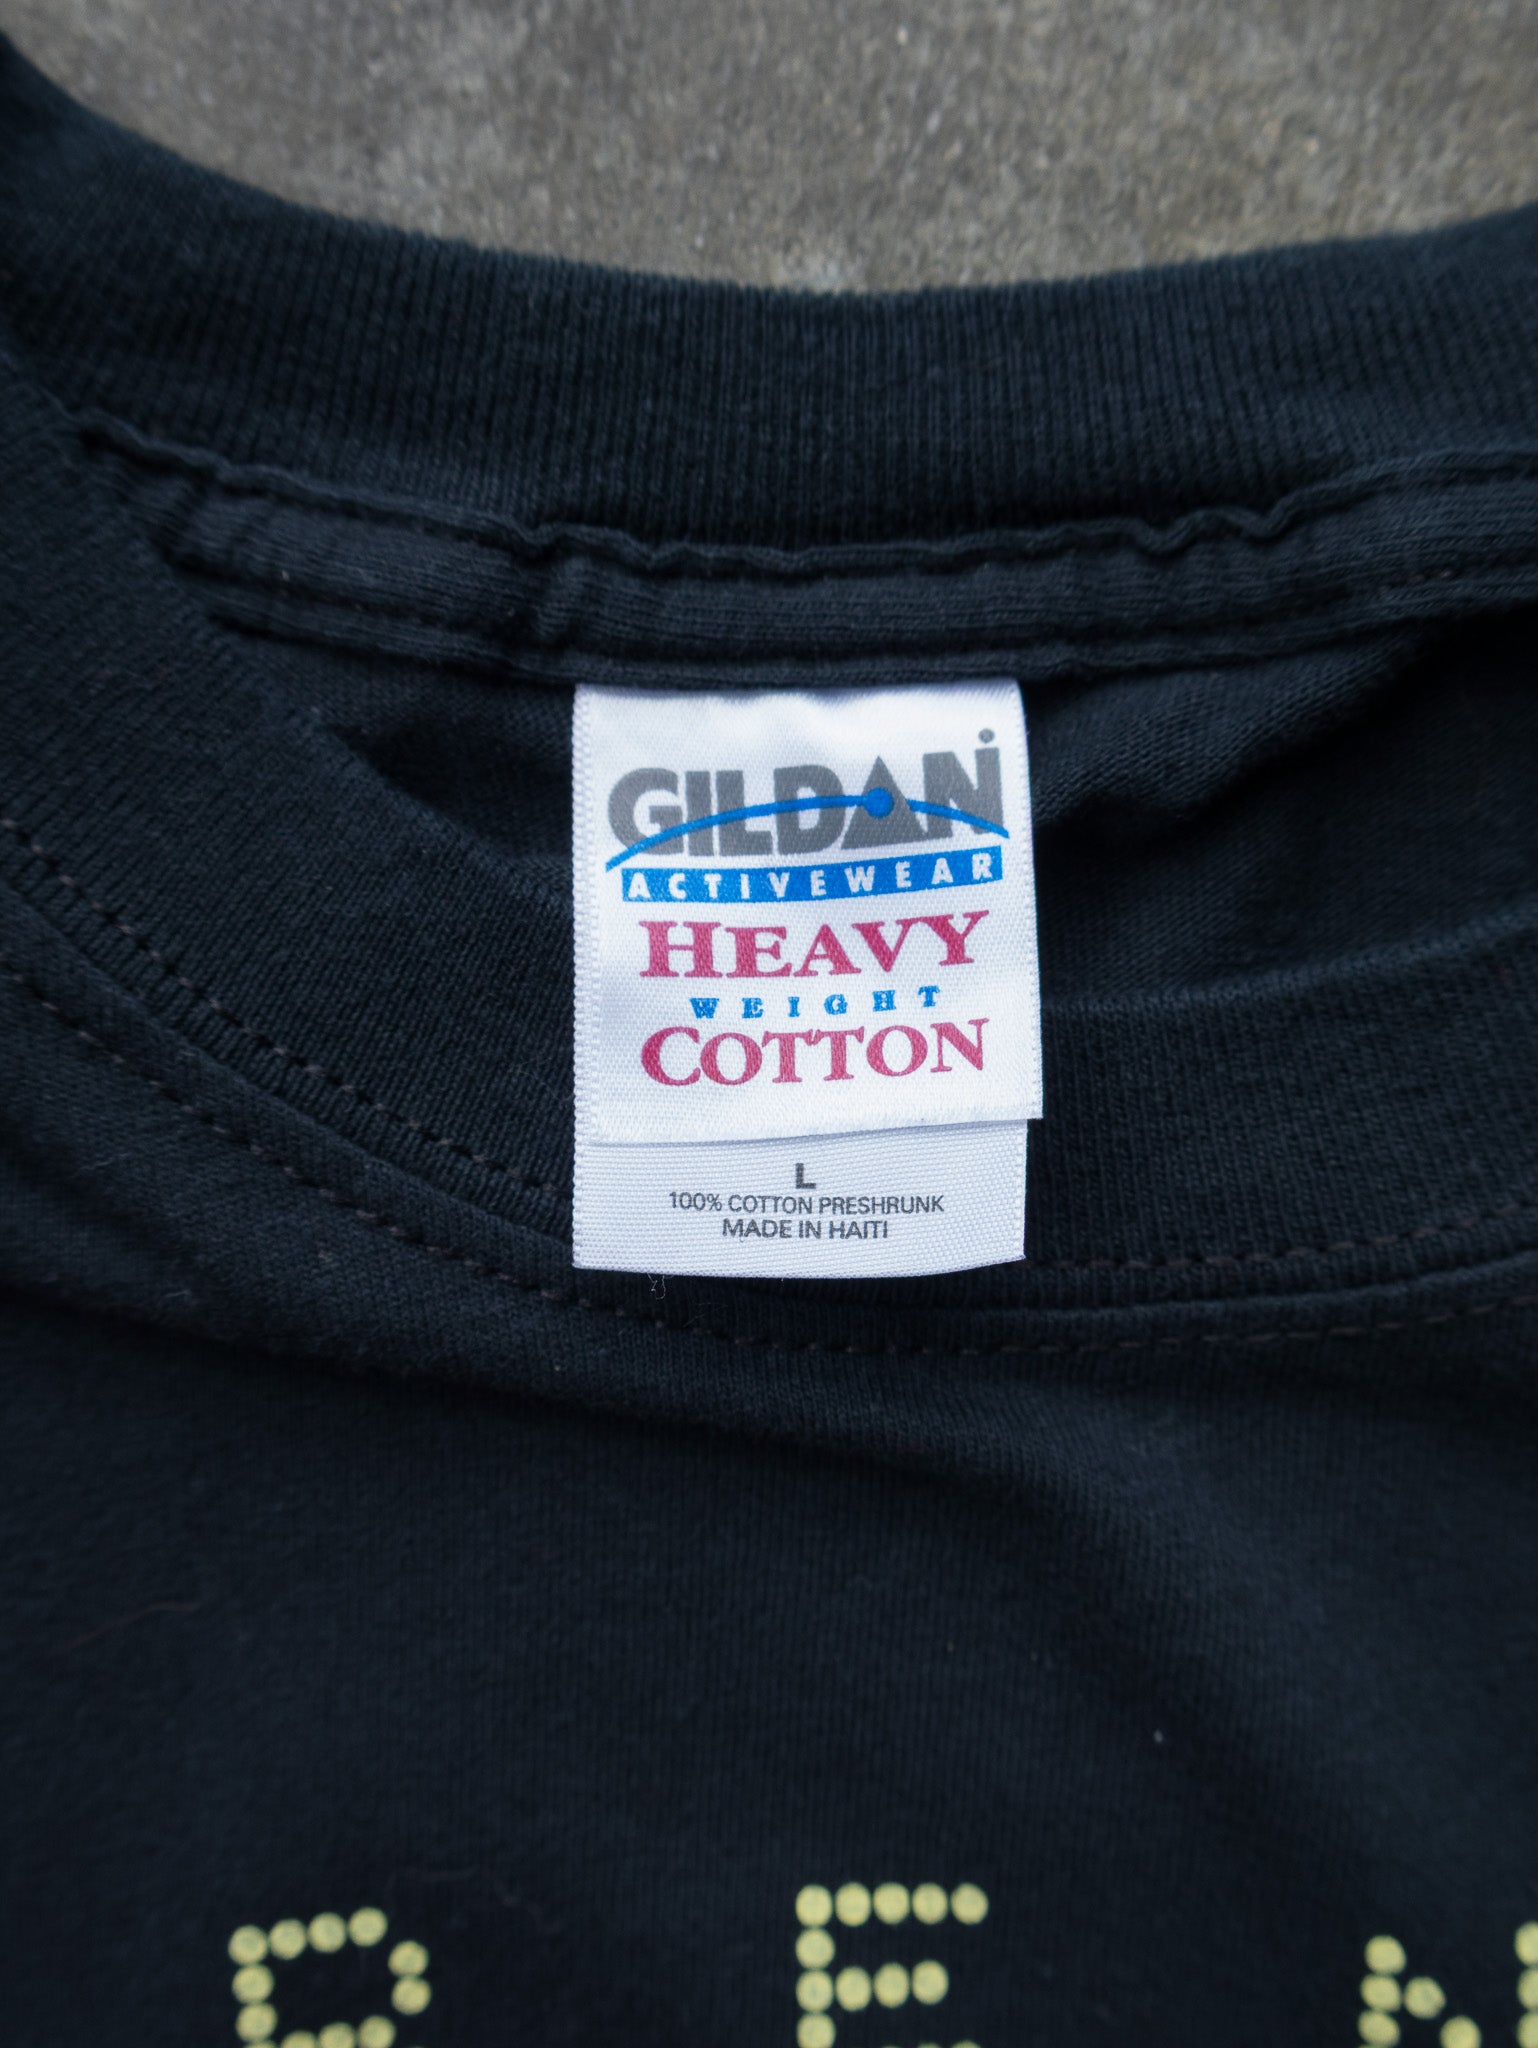 GILDAN
ACTIVEWEAR
HEAVY
WEIGHT
COTTON
L
100% COTTON PRESHRUNK
MADE IN HAITI